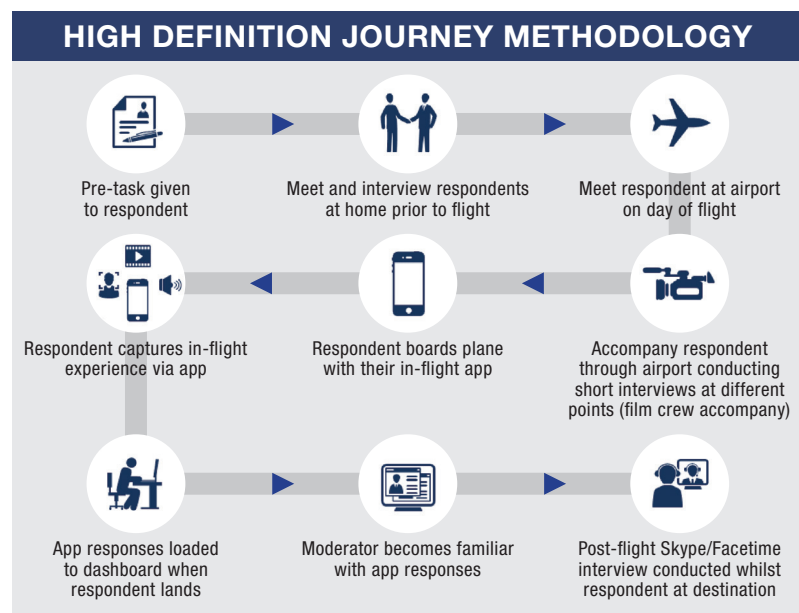 HIGH DEFINITION JOURNEY METHODOLOGY
Pre-task given
to respondent
Meet and interview respondents
at home prior to flight
Meet respondent at airport
on day of flight
Accompany respondent
through airport conducting
short interviews at different
points (film crew accompany)
Respondent boards plane
with their in-flight app
Respondent captures in-flight
experience via app
App responses loaded
to dashboard when
respondent lands
Moderator becomes familiar
with app responses
Post-flight Skype/Facetime
interview conducted whilst
respondent at destination